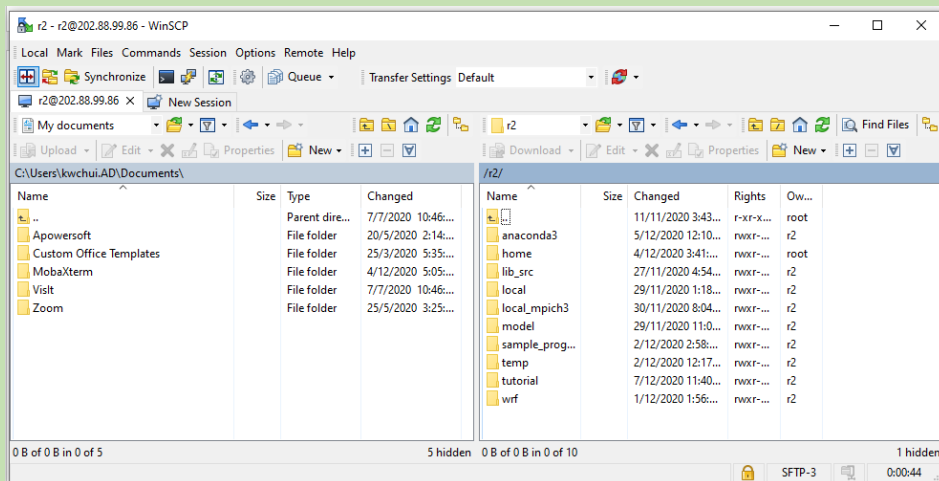 r2 - r2@202.88.99.86 - WinSCP
Local Mark Files Commands Session Options Remote Help
Synchronize Queue Transfer Settings Default
r2@202.88.99.86 New Session
My documents r2 Find Files
Upload Edit Properties New Download Edit Properties New
C:\Users\kwchui.AD\Documents\ /r2/
Name Size Type Changed Name Size Changed Rights Ow...
.. Parent dire... 7/7/2020 10:46:... .. 11/11/2020 3:43... r-xr-x... root
Apowersoft File folder 20/5/2020 2:14:... anaconda3 5/12/2020 12:10... rwxr-... r2
Custom Office Templates File folder 25/3/2020 5:35:... home 4/12/2020 3:41:... rwxr-... root
MobaXterm File folder 4/12/2020 5:05:... lib_src 27/11/2020 4:54... rwxr-... r2
VisIt File folder 7/7/2020 10:46:... local 29/11/2020 1:18... rwxr-... r2
Zoom File folder 25/5/2020 3:25:... local_mpich3 30/11/2020 8:04... rwxr-... r2
model 29/11/2020 11:0... rwxr-... r2
sample_prog... 2/12/2020 2:58:... rwxr-... r2
temp 2/12/2020 12:17... rwxr-... r2
tutorial 7/12/2020 11:40... rwxr-... r2
wrf 1/12/2020 1:56:... rwxr-... r2
0 B of 0 B in 0 of 5 5 hidden 0 B of 0 B in 0 of 10 1 hidden
SFTP-3 0:00:44